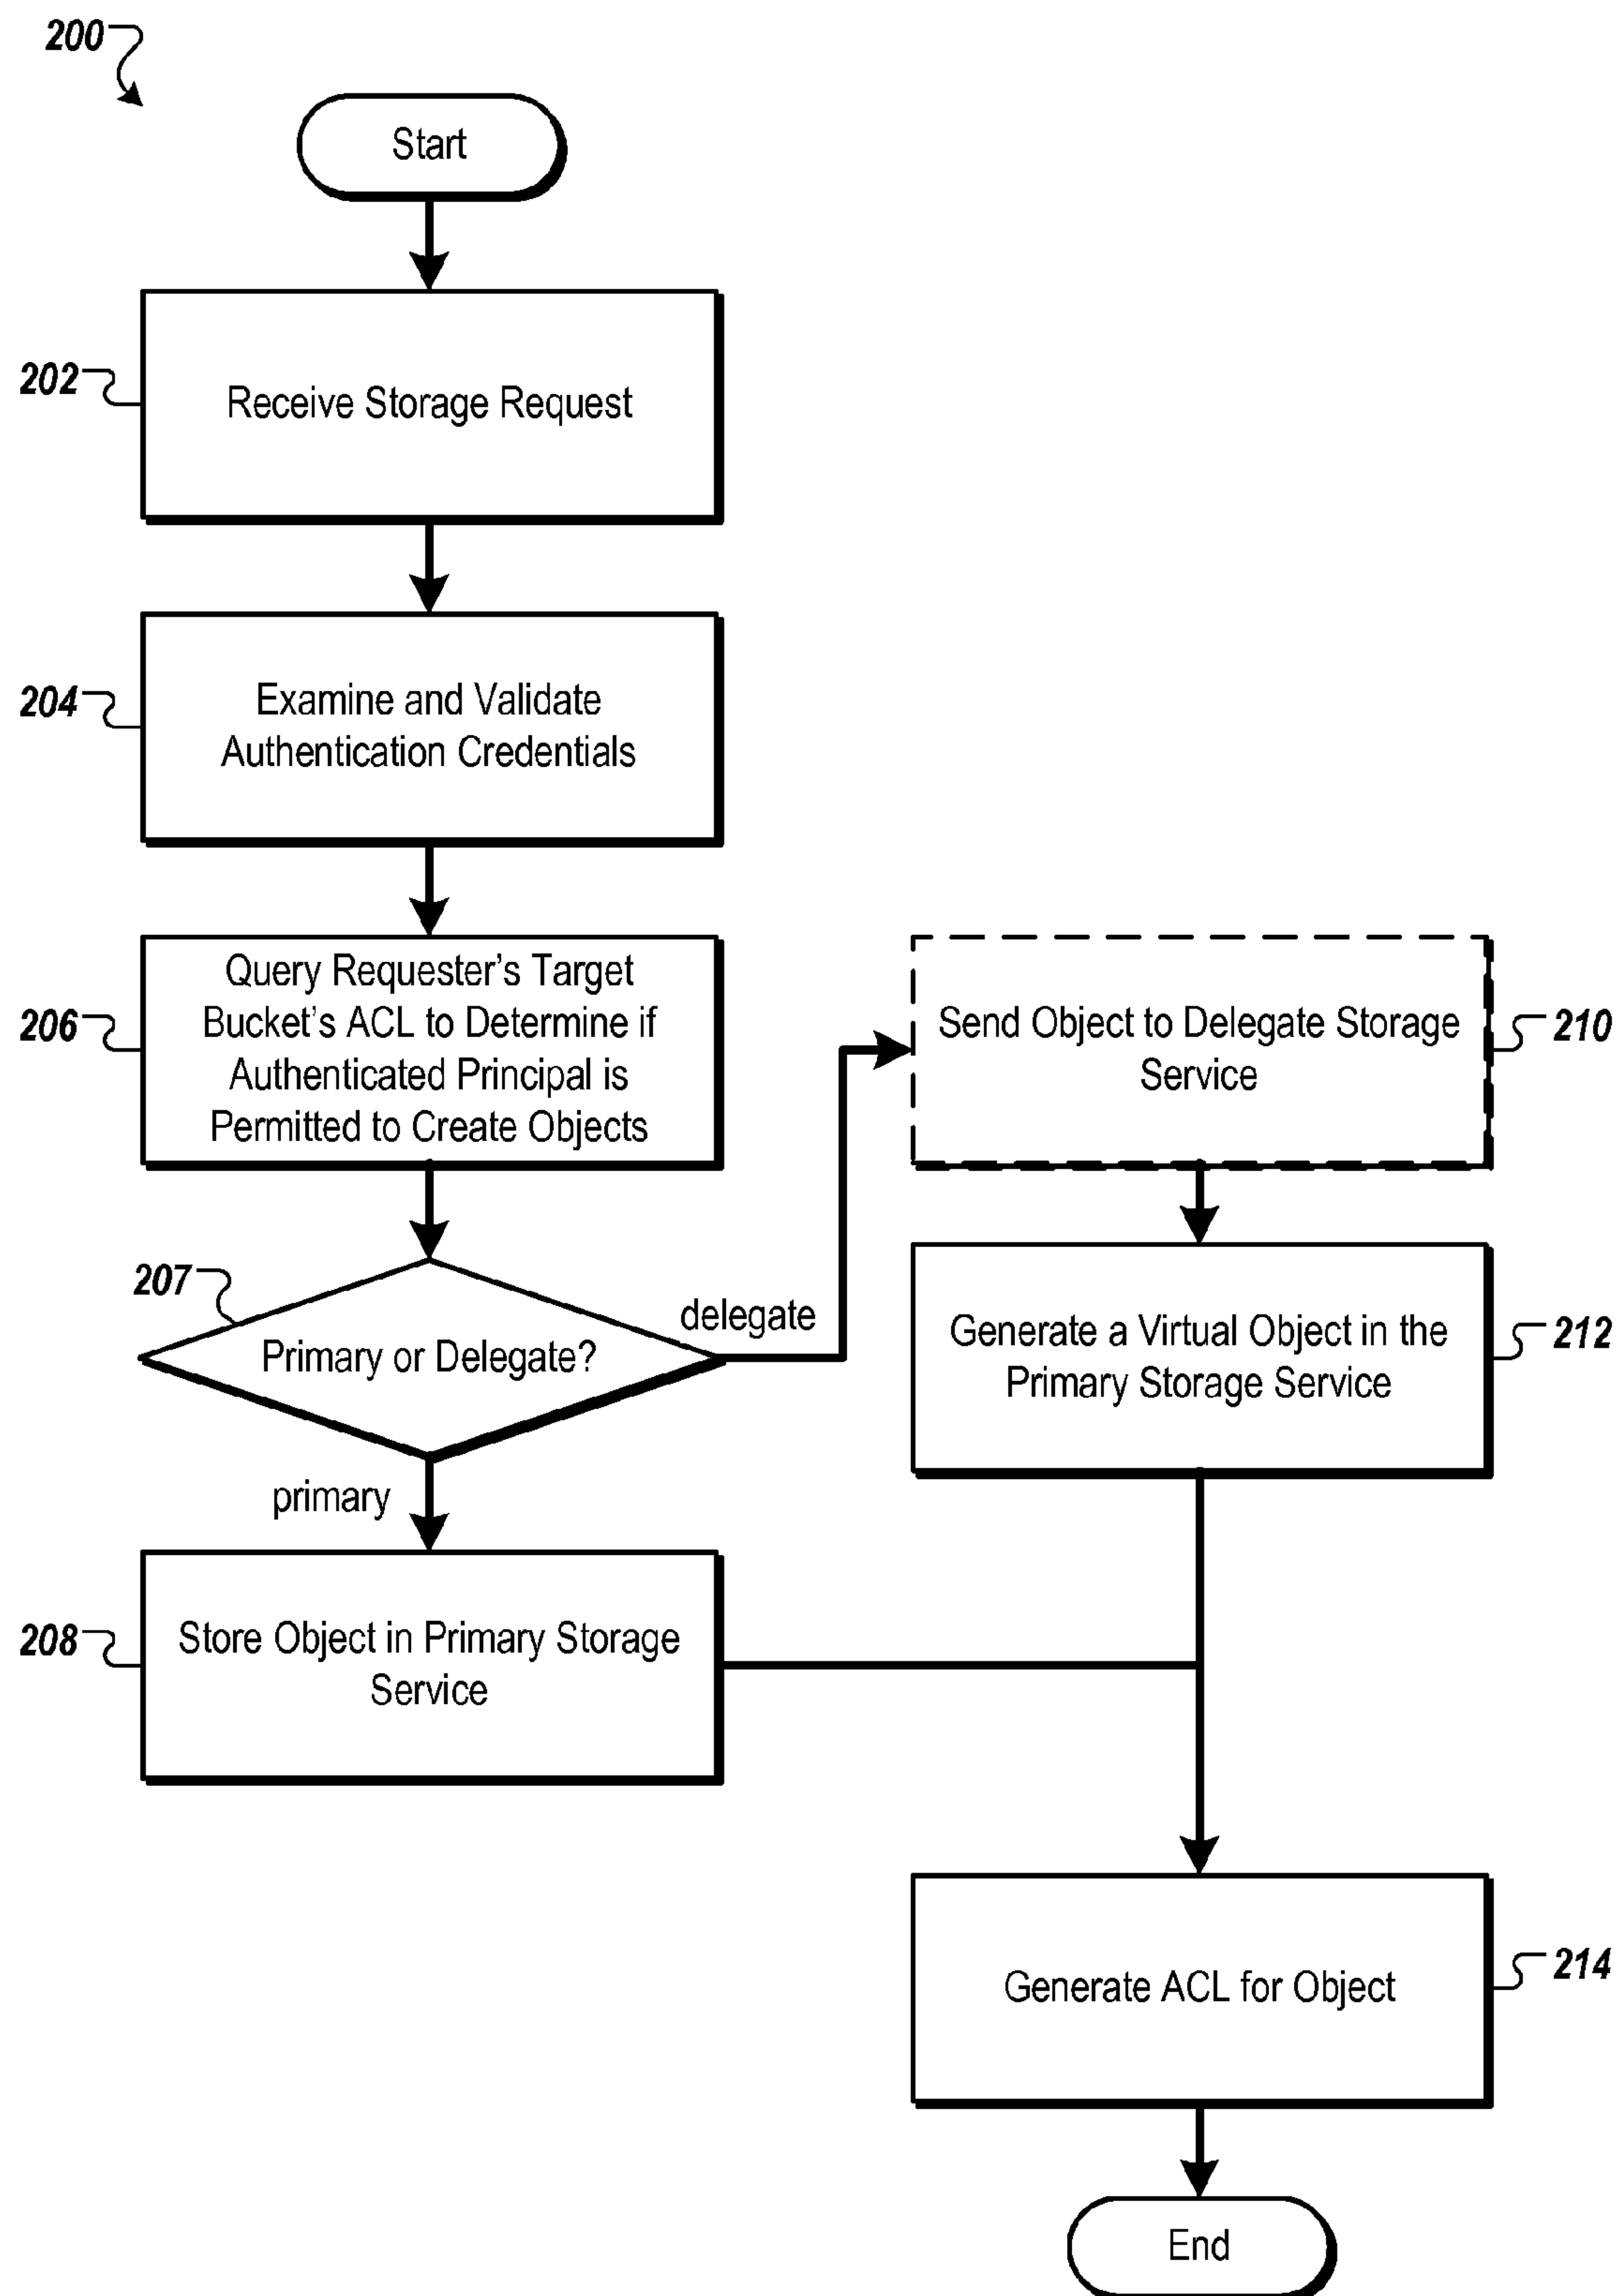 200
Start
202
Receive Storage Request
204
Examine and Validate
Authentication Credentials
206
Query Requester's Target
Bucket's ACL to Determine if
Authenticated Principal is
Permitted to Create Objects
210
Send Object to Delegate Storage
Service
207
Primary or Delegate?
delegate
primary
212
Generate a Virtual Object in the
Primary Storage Service
208
Store Object in Primary Storage
Service
214
Generate ACL for Object
End